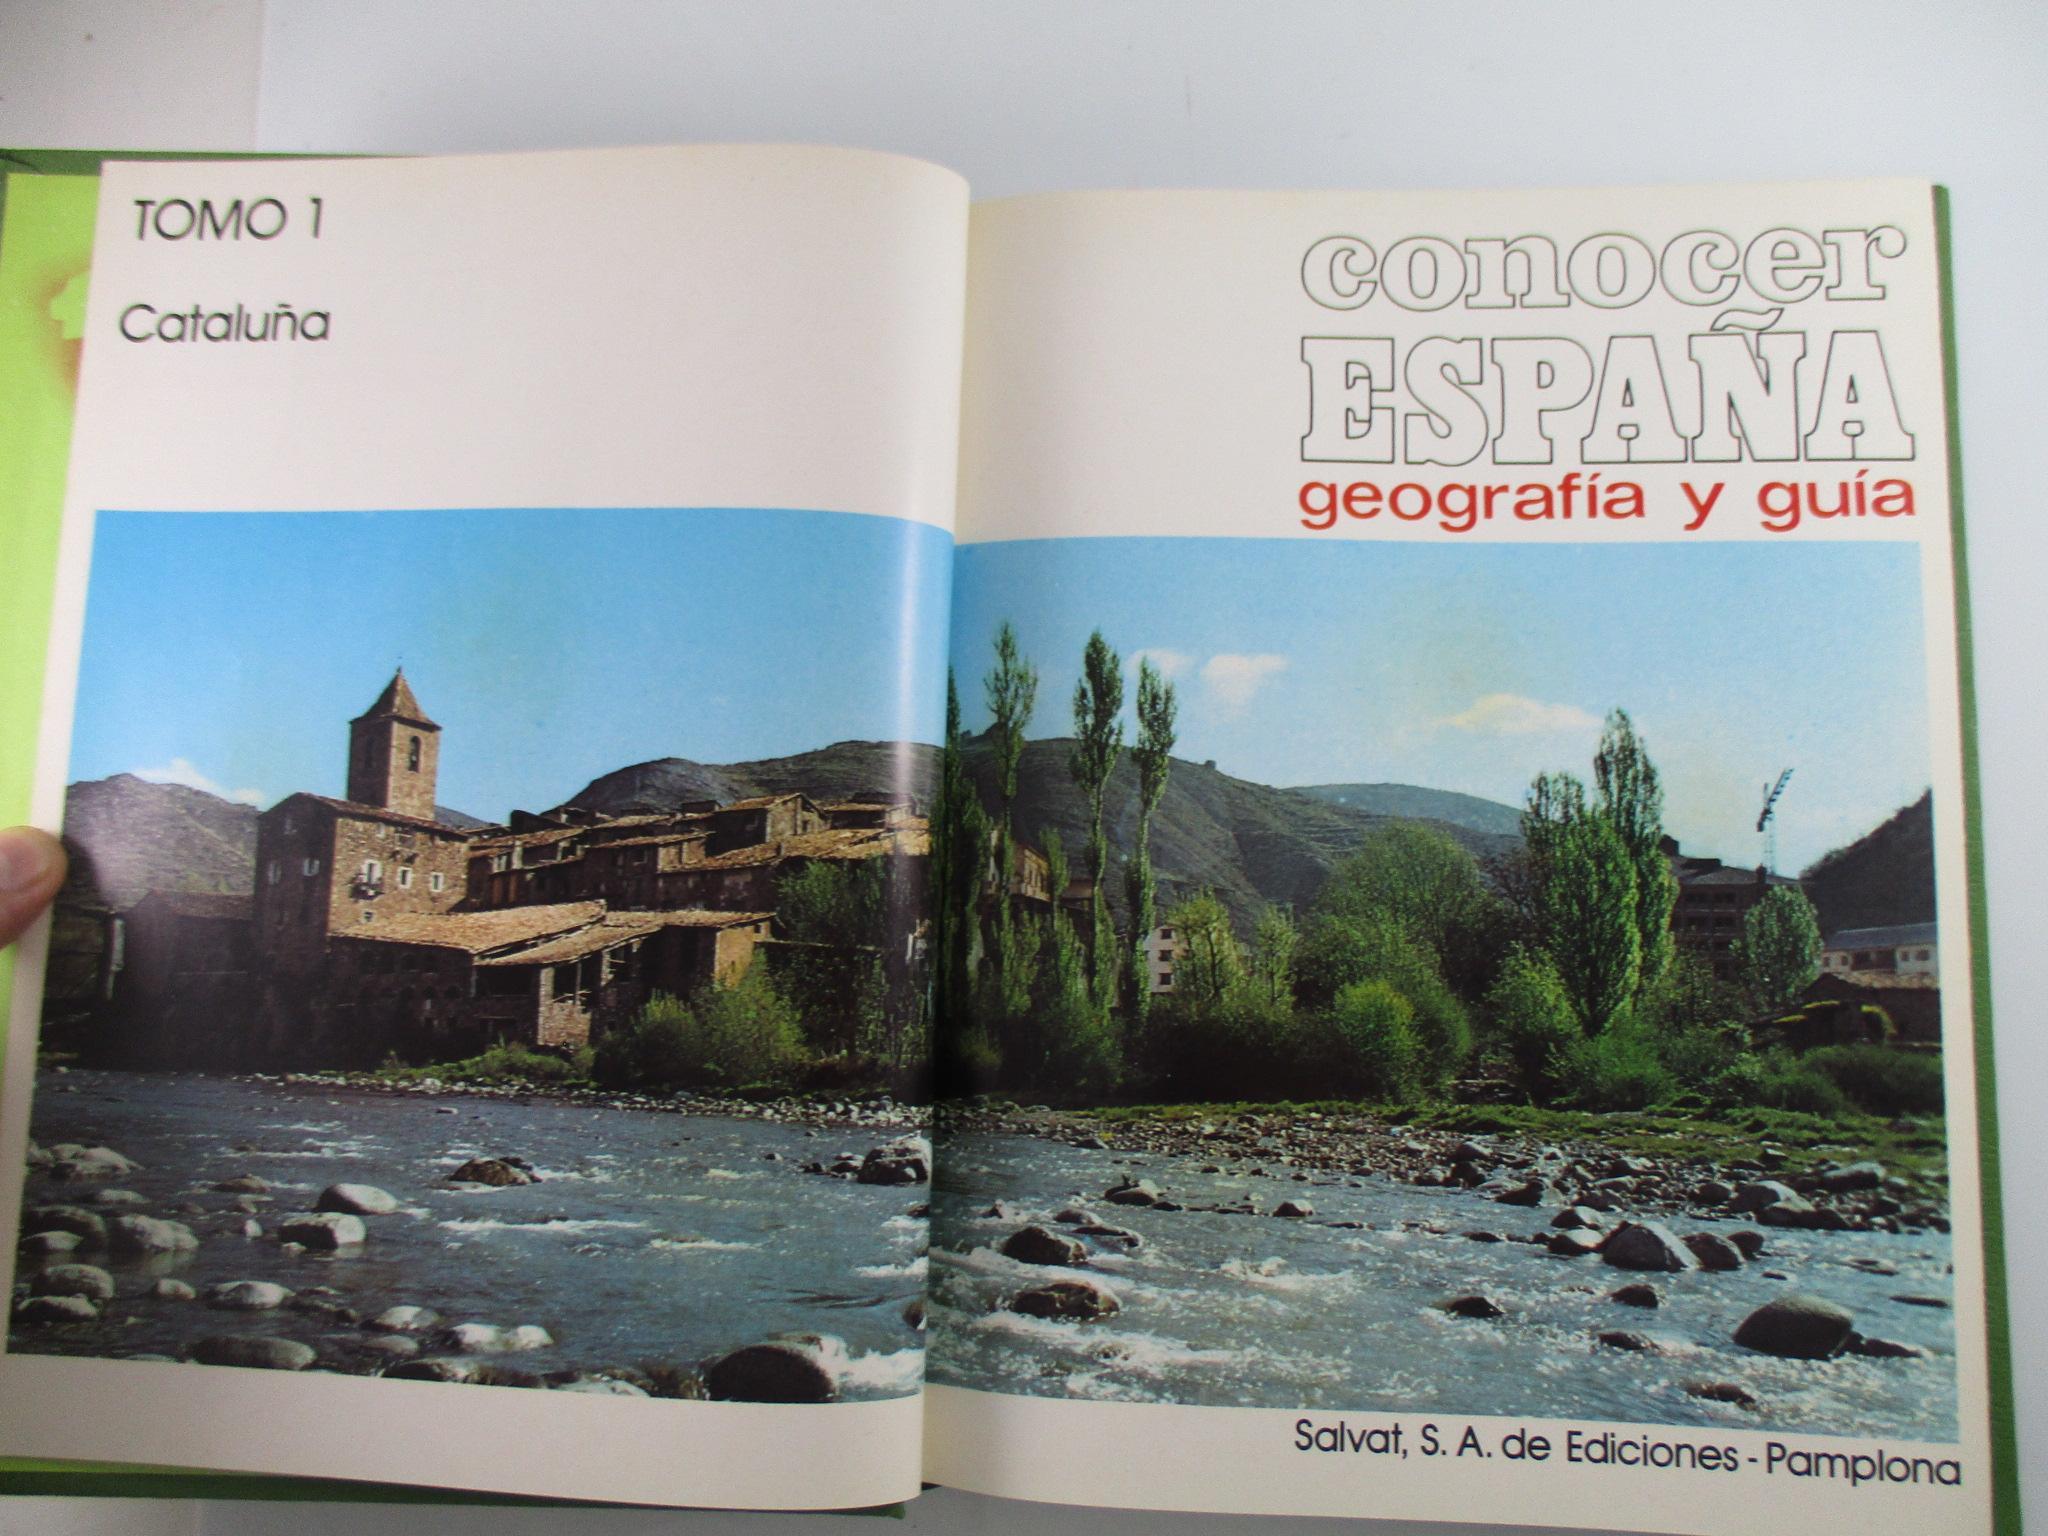 TOMO 1
Cataluña
conocer
ESPAÑA
geografía y guía
Salvat, S. A. de Ediciones - Pamplona